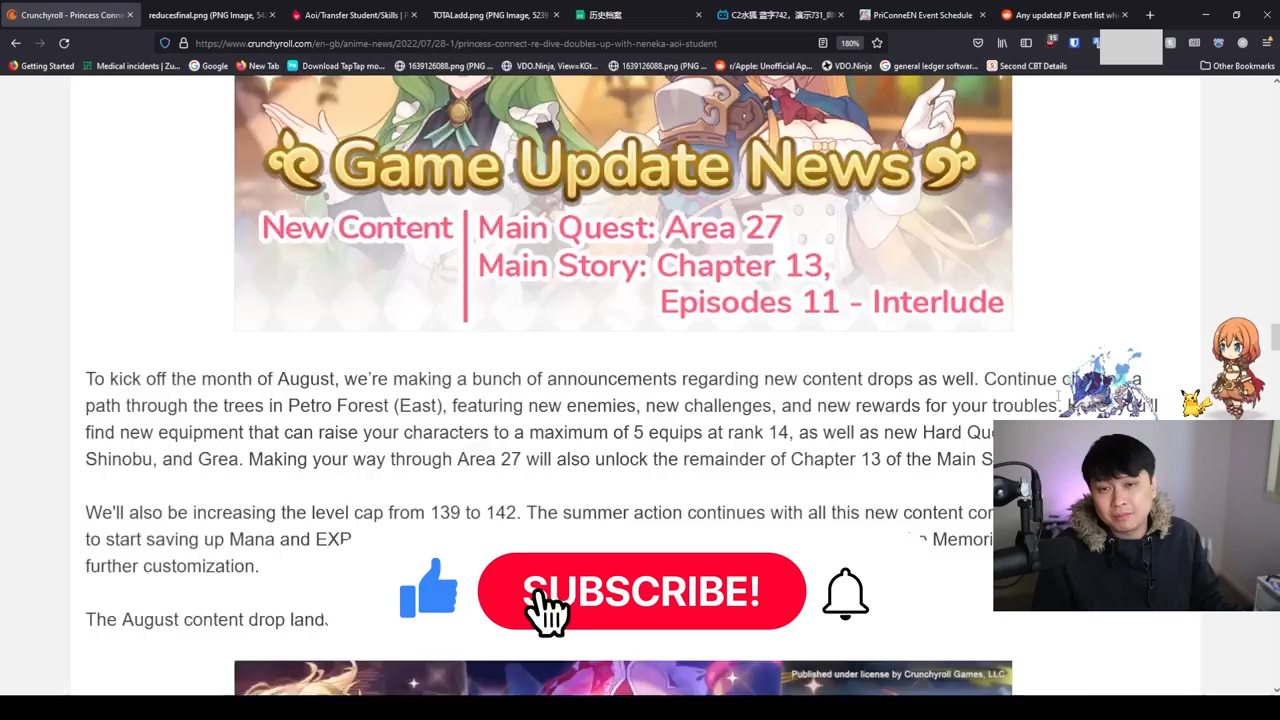 Crunchyroll - Princess Conne
reducesfinal.png (PNG Image, 54
Aoi/Transfer Student/Skills | P
TOTALadd.png (PNG Image, 5239
历史档案
C2水狐 蓝字742，演示731_
PriConneEN Event Schedule
Any updated JP Event list wh
https://www.crunchyroll.com/en-gb/anime-news/2022/07/28-1/princess-connect-re-dive-doubles-up-with-neneka-aoi-student
180%
15
Getting Started
Medical incidents | Zu...
Google
New Tab
Download TapTap mo...
1639126088.png (PNG ...
VDO.Ninja, View=KGt...
1639126088.png (PNG ...
r/Apple: Unofficial Ap...
VDO.Ninja
general ledger softwar...
Second CBT Details
Other Bookmarks
Game Update News
New Content
Main Quest: Area 27
Main Story: Chapter 13,
Episodes 11 - Interlude
To kick off the month of August, we're making a bunch of announcements regarding new content drops as well. Continue a
path through the trees in Petro Forest (East), featuring new enemies, new challenges, and new rewards for your troubles. you'll
find new equipment that can raise your characters to a maximum of 5 equips at rank 14, as well as new Hard Qu
Shinobu, and Grea. Making your way through Area 27 will also unlock the remainder of Chapter 13 of the Main S
We'll also be increasing the level cap from 139 to 142. The summer action continues with all this new content con
to start saving up Mana and EXP Memori
further customization.
SUBSCRIBE!
The August content drop land
Published under license by Crunchyroll Games, LLC